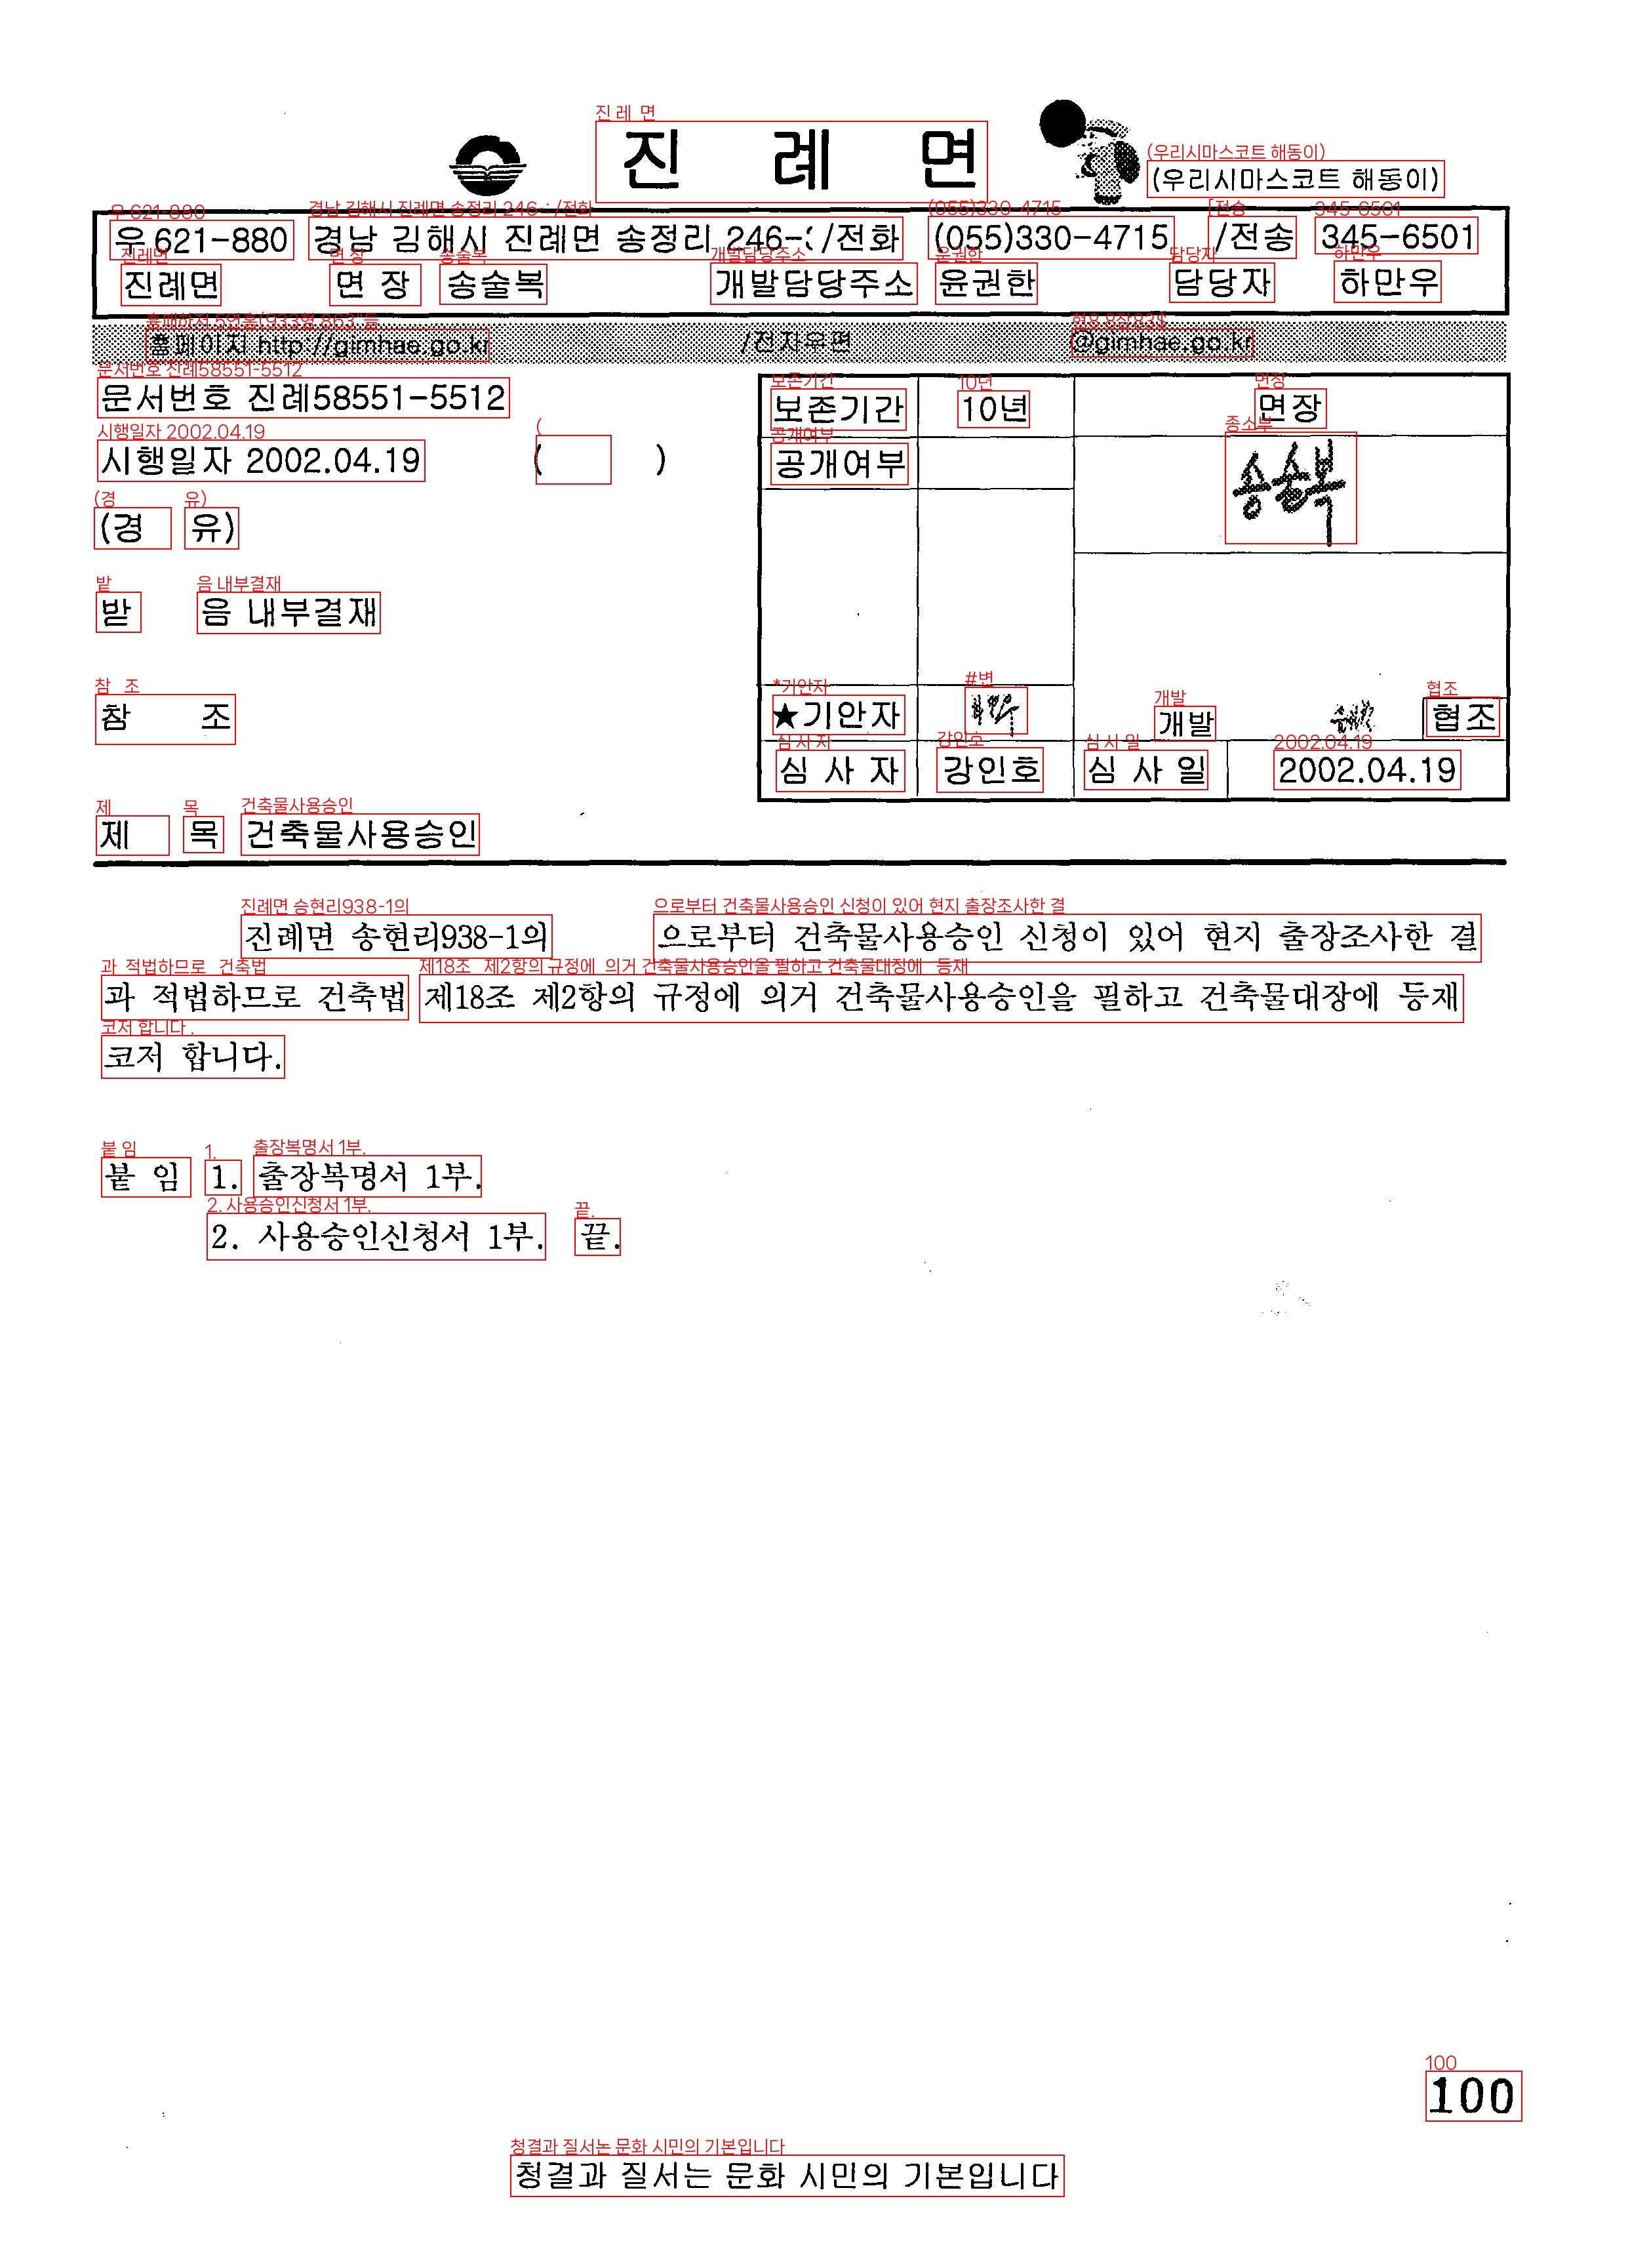 진 례 면
(우리시마스코트 해동이)
우 621-880 경남 김해시 진례면 송정리 246- /전화 (055)330-4715 /전송 345-6501
진례면 면 장 송술복 개발담당주소 윤권한 담당자 하만우
홈페이지 http://gimhae.go.kr /전자우편 @gimhae.go.kr
문서번호 진례58551-5512
시행일자 2002.04.19 ( )
(경 유)
받 음 내부결재
참 조
보존기간 10년 면장
공개여부 송술복
★기안자 개발 협조
심 사 자 강인호 심 사 일 2002.04.19
제 목 건축물사용승인
진례면 송현리938-1의 으로부터 건축물사용승인 신청이 있어 현지 출장조사한 결
과 적법하므로 건축법 제18조 제2항의 규정에 의거 건축물사용승인을 필하고 건축물대장에 등재
코저 합니다.
붙 임 1. 출장복명서 1부.
2. 사용승인신청서 1부. 끝.
100
청결과 질서는 문화 시민의 기본입니다